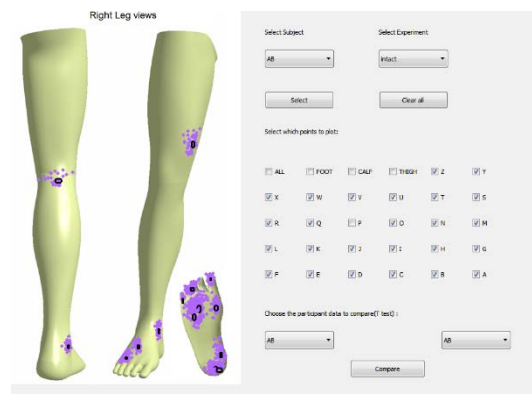 Right Leg views
Select Subject
Select Experiment
AB
intact
Select
Clear all
Select which points to plot:
ALL FOOT CALF THIGH Z Y
X W V U T S
R Q P O N M
L K J I H G
F E D C B A
Choose the participant data to compare(T test) :
AB
AB
Compare